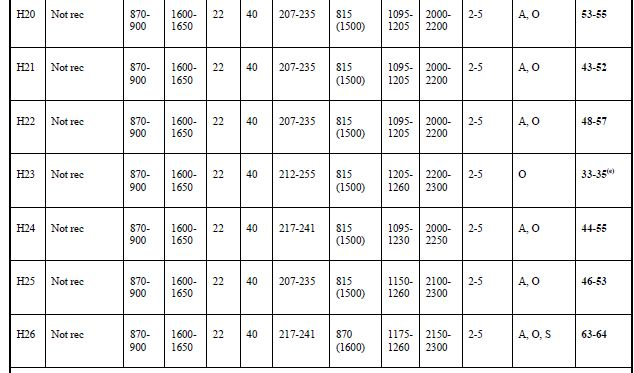 H20 Not rec 870-900 1600-1650 22 40 207-235 815 (1500) 1095-1205 2000-2200 2-5 A, O 53-55
H21 Not rec 870-900 1600-1650 22 40 207-235 815 (1500) 1095-1205 2000-2200 2-5 A, O 43-52
H22 Not rec 870-900 1600-1650 22 40 207-235 815 (1500) 1095-1205 2000-2200 2-5 A, O 48-57
H23 Not rec 870-900 1600-1650 22 40 212-255 815 (1500) 1205-1260 2200-2300 2-5 O 33-35(e)
H24 Not rec 870-900 1600-1650 22 40 217-241 815 (1500) 1095-1230 2000-2250 2-5 A, O 44-55
H25 Not rec 870-900 1600-1650 22 40 207-235 815 (1500) 1150-1260 2100-2300 2-5 A, O 46-53
H26 Not rec 870-900 1600-1650 22 40 217-241 870 (1600) 1175-1260 2150-2300 2-5 A, O, S 63-64